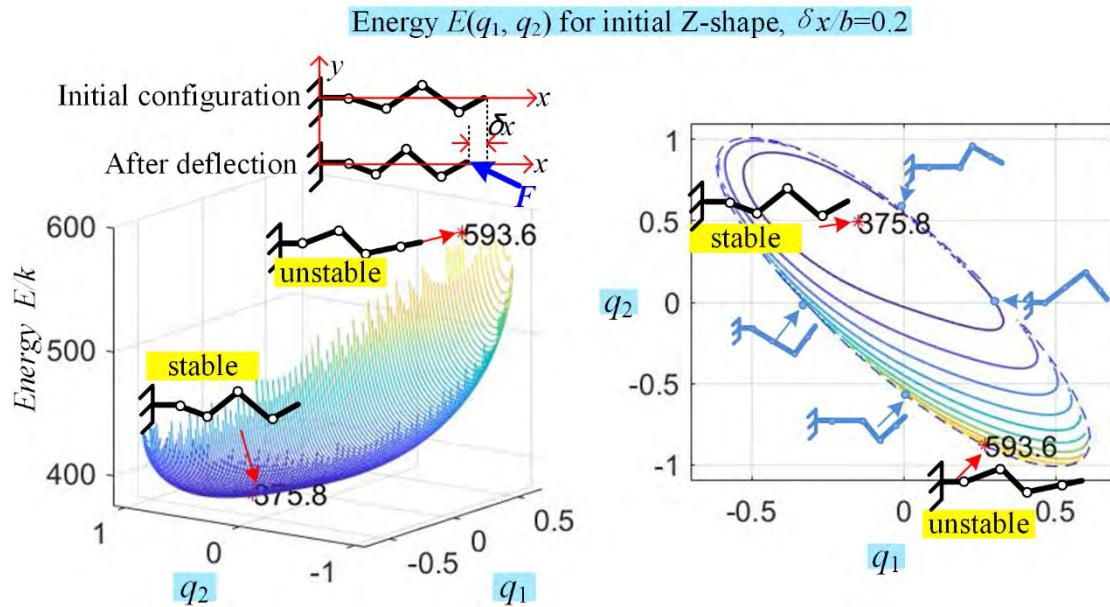 Energy E(q1, q2) for initial Z-shape, δx/b=0.2
y
Initial configuration
x
δx
After deflection
x
F
600
593.6
unstable
500
stable
400
375.8
1
0
-1
-0.5
0
0.5
q2
q1
Energy E/k
1
0.5
0
-0.5
-1
375.8
stable
q2
593.6
unstable
-0.5
0
0.5
q1